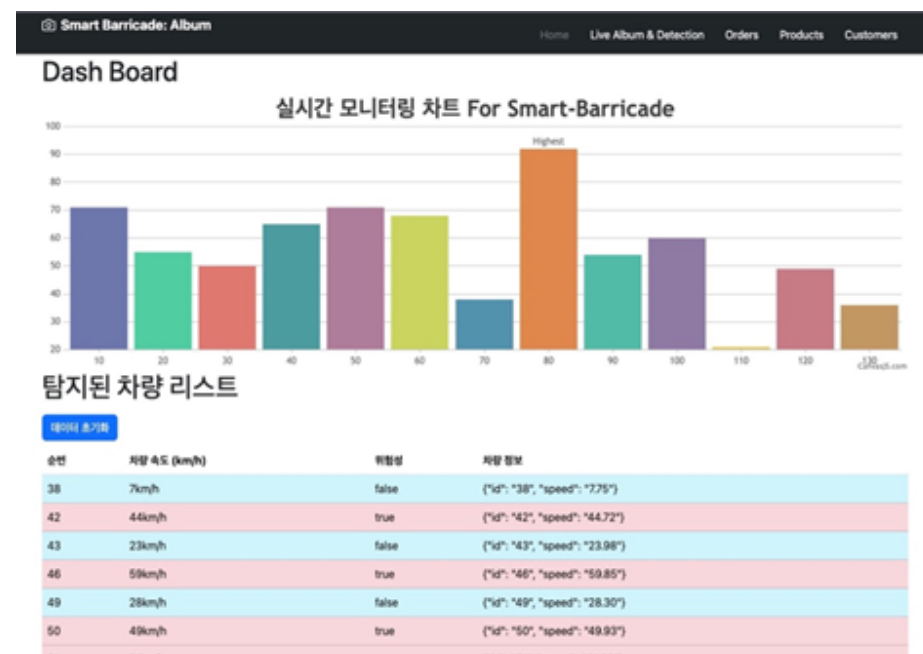 Smart Barricade: Album
Home Live Album & Detection Orders Products Customers
Dash Board
실시간 모니터링 차트 For Smart-Barricade
100
Highest
90
80
70
60
50
40
30
20
10 20 30 40 50 60 70 80 90 100 110 120 130
CanvasJS.com
탐지된 차량 리스트
데이터 초기화
순번 차량 속도 (km/h) 위험성 차량 정보
38 7km/h false {"id": "38", "speed": "7.75"}
42 44km/h true {"id": "42", "speed": "44.72"}
43 23km/h false {"id": "43", "speed": "23.98"}
46 59km/h true {"id": "46", "speed": "59.85"}
49 28km/h false {"id": "49", "speed": "28.30"}
50 49km/h true {"id": "50", "speed": "49.93"}